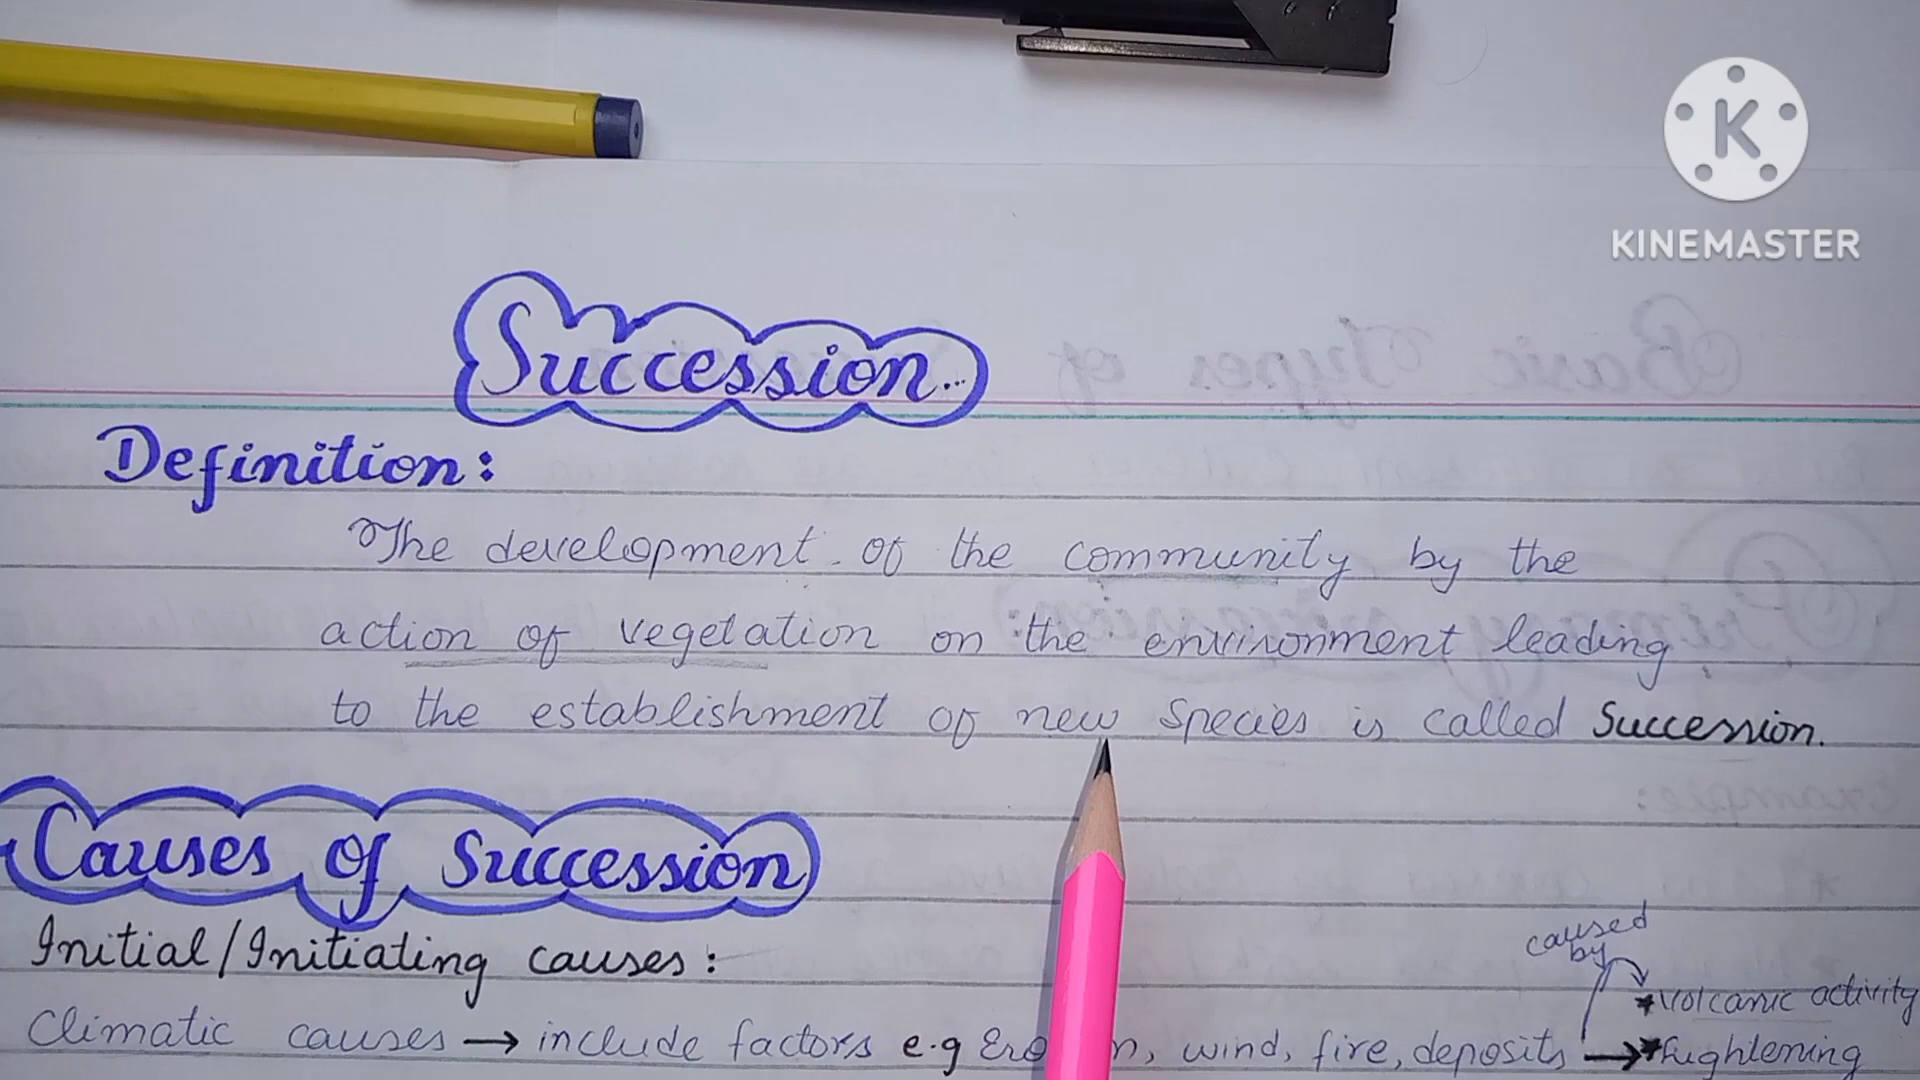 K
KINEMASTER
Succession...
Definition:
The development of the community by the
action of vegetation on the environment leading
to the establishment of new species is called Succession.
Causes of Succession
Initial/Initiating causes:
caused
by
*volcanic activity
Climatic causes → include factors e.g , wind, fire, deposits →